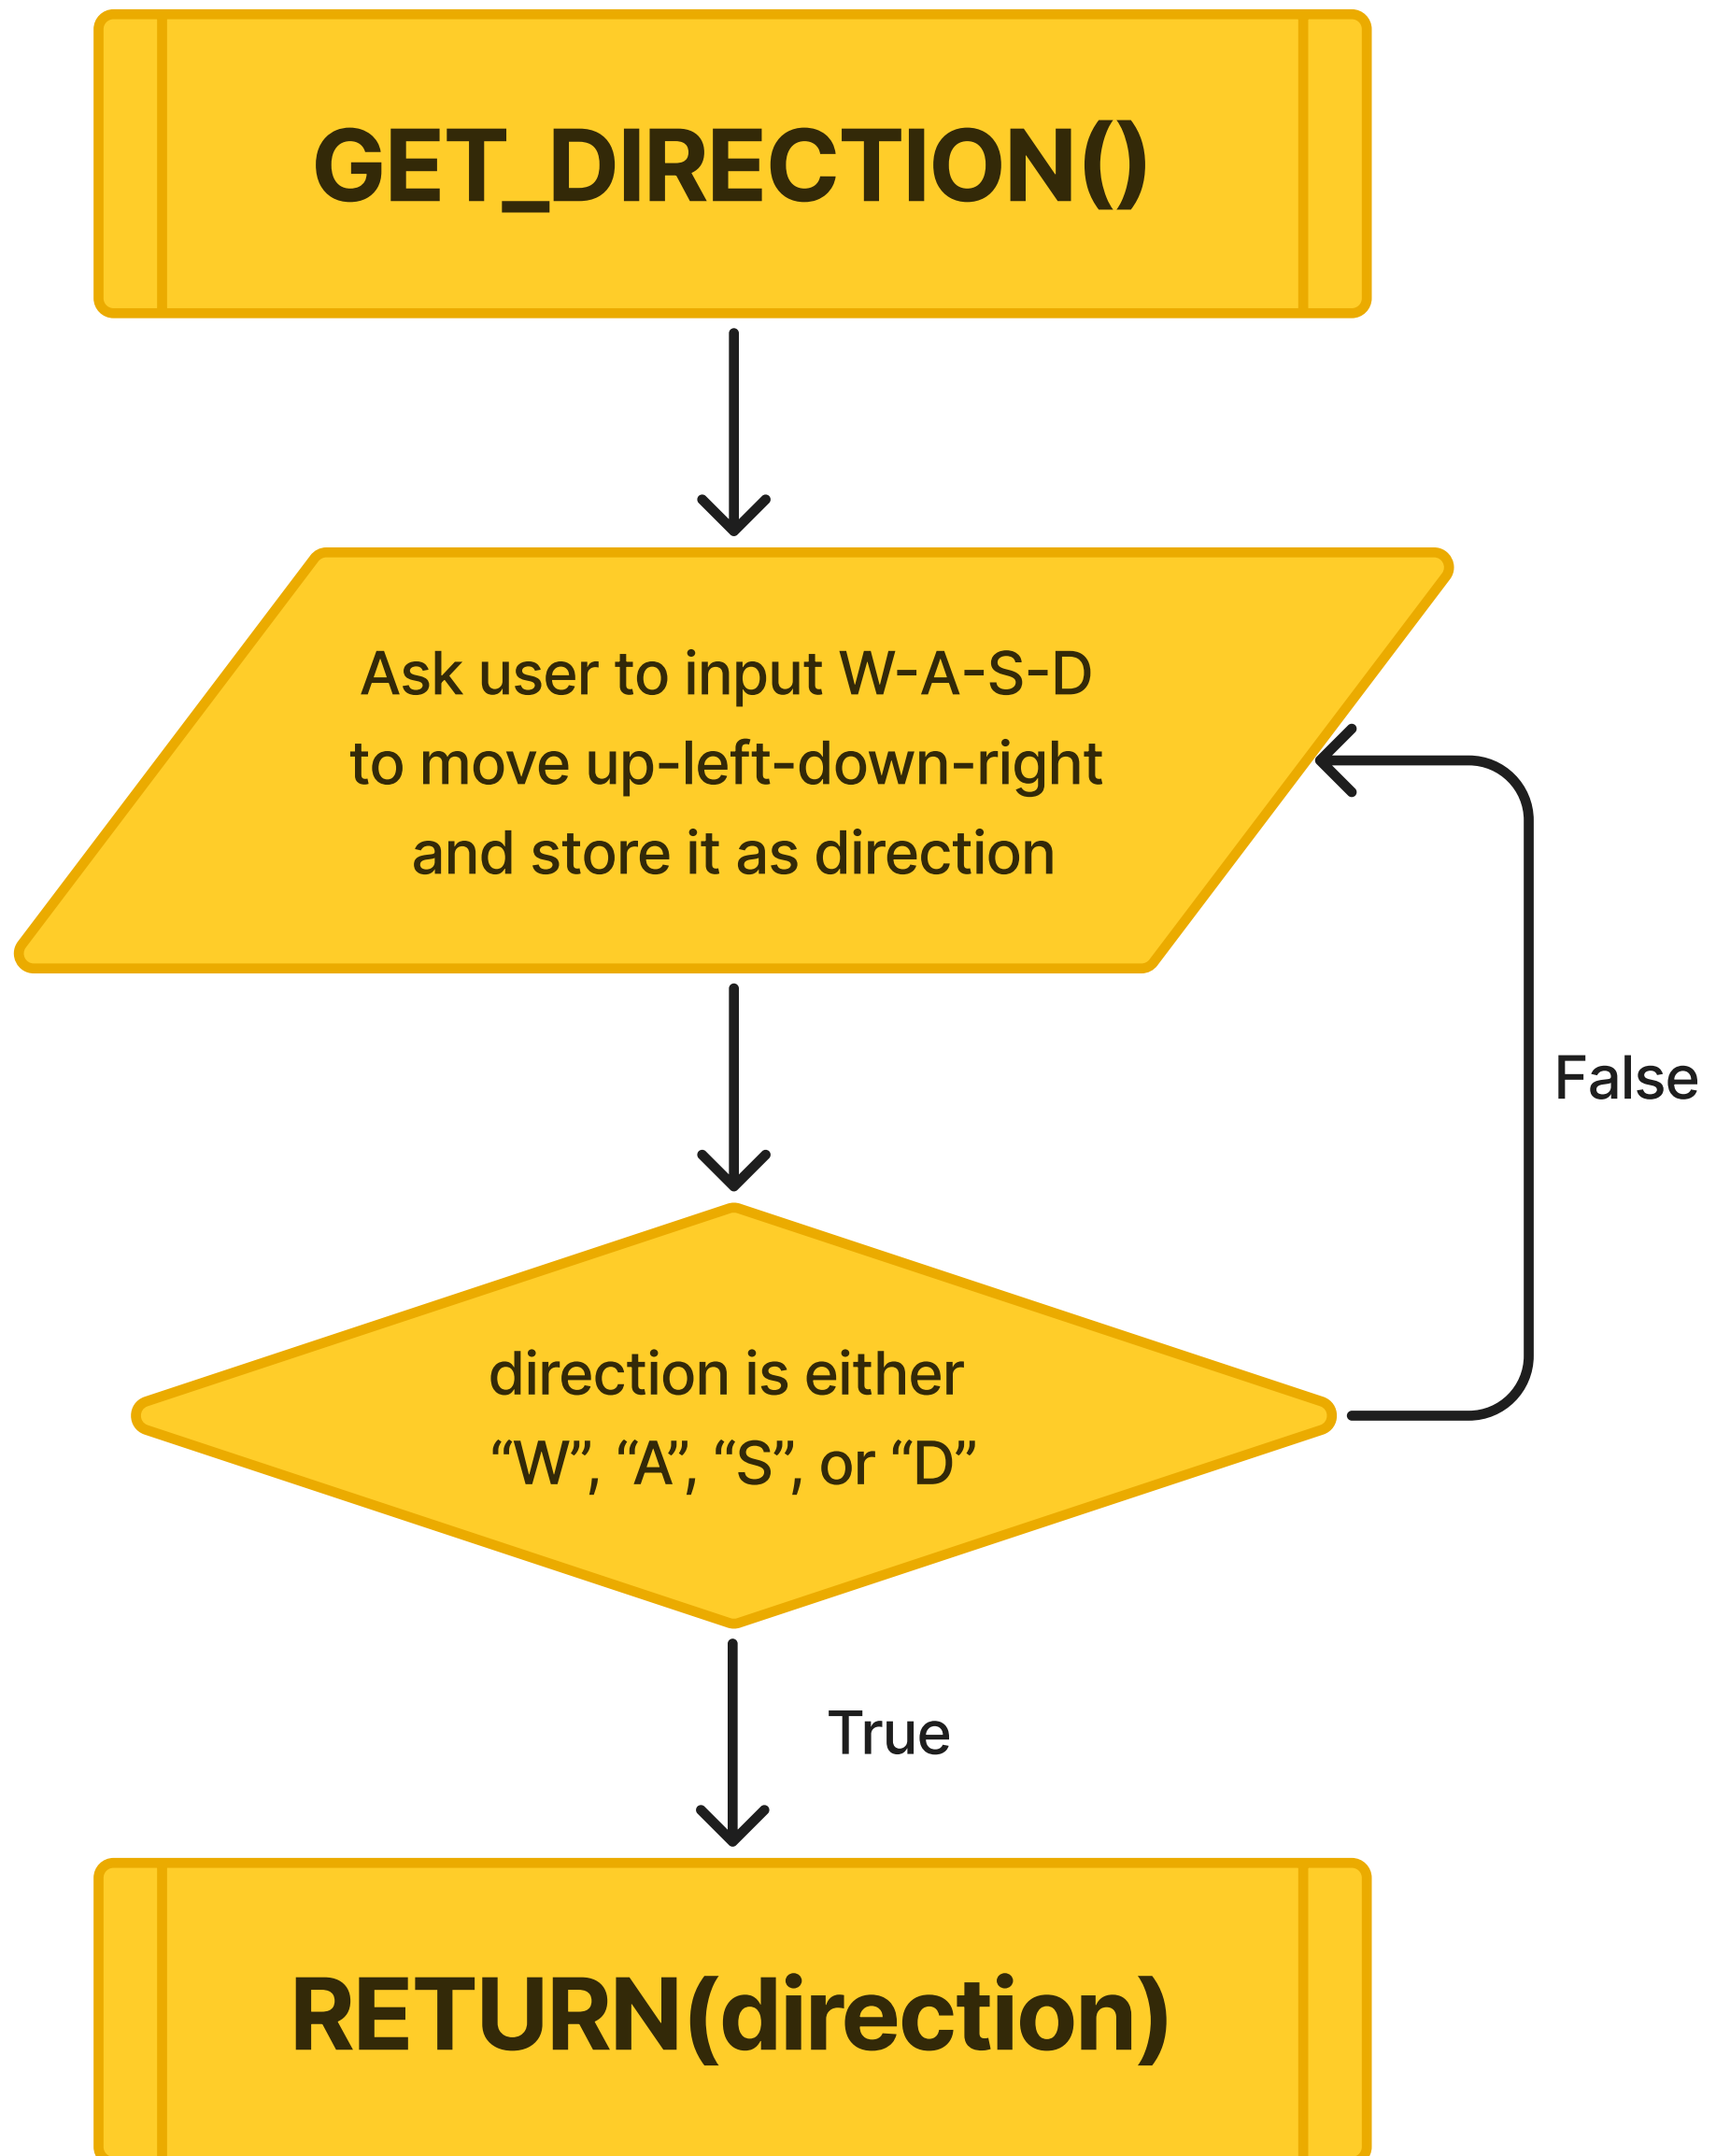 GET_DIRECTION()
Ask user to input W-A-S-D
to move up-left-down-right
and store it as direction
False
direction is either
“W”, “A”, “S”, or “D”
True
RETURN(direction)